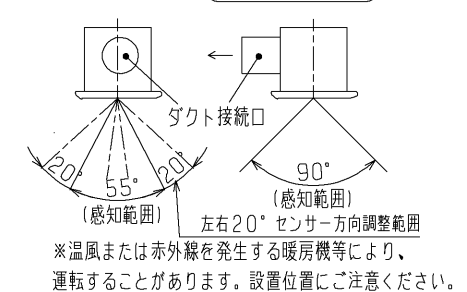 ダクト接続口
20°
55°
20°
(感知範囲)
90°
(感知範囲)
左右20°センサー方向調整範囲
※温風または赤外線を発生する暖房機等により、
運転することがあります。設置位置にご注意ください。